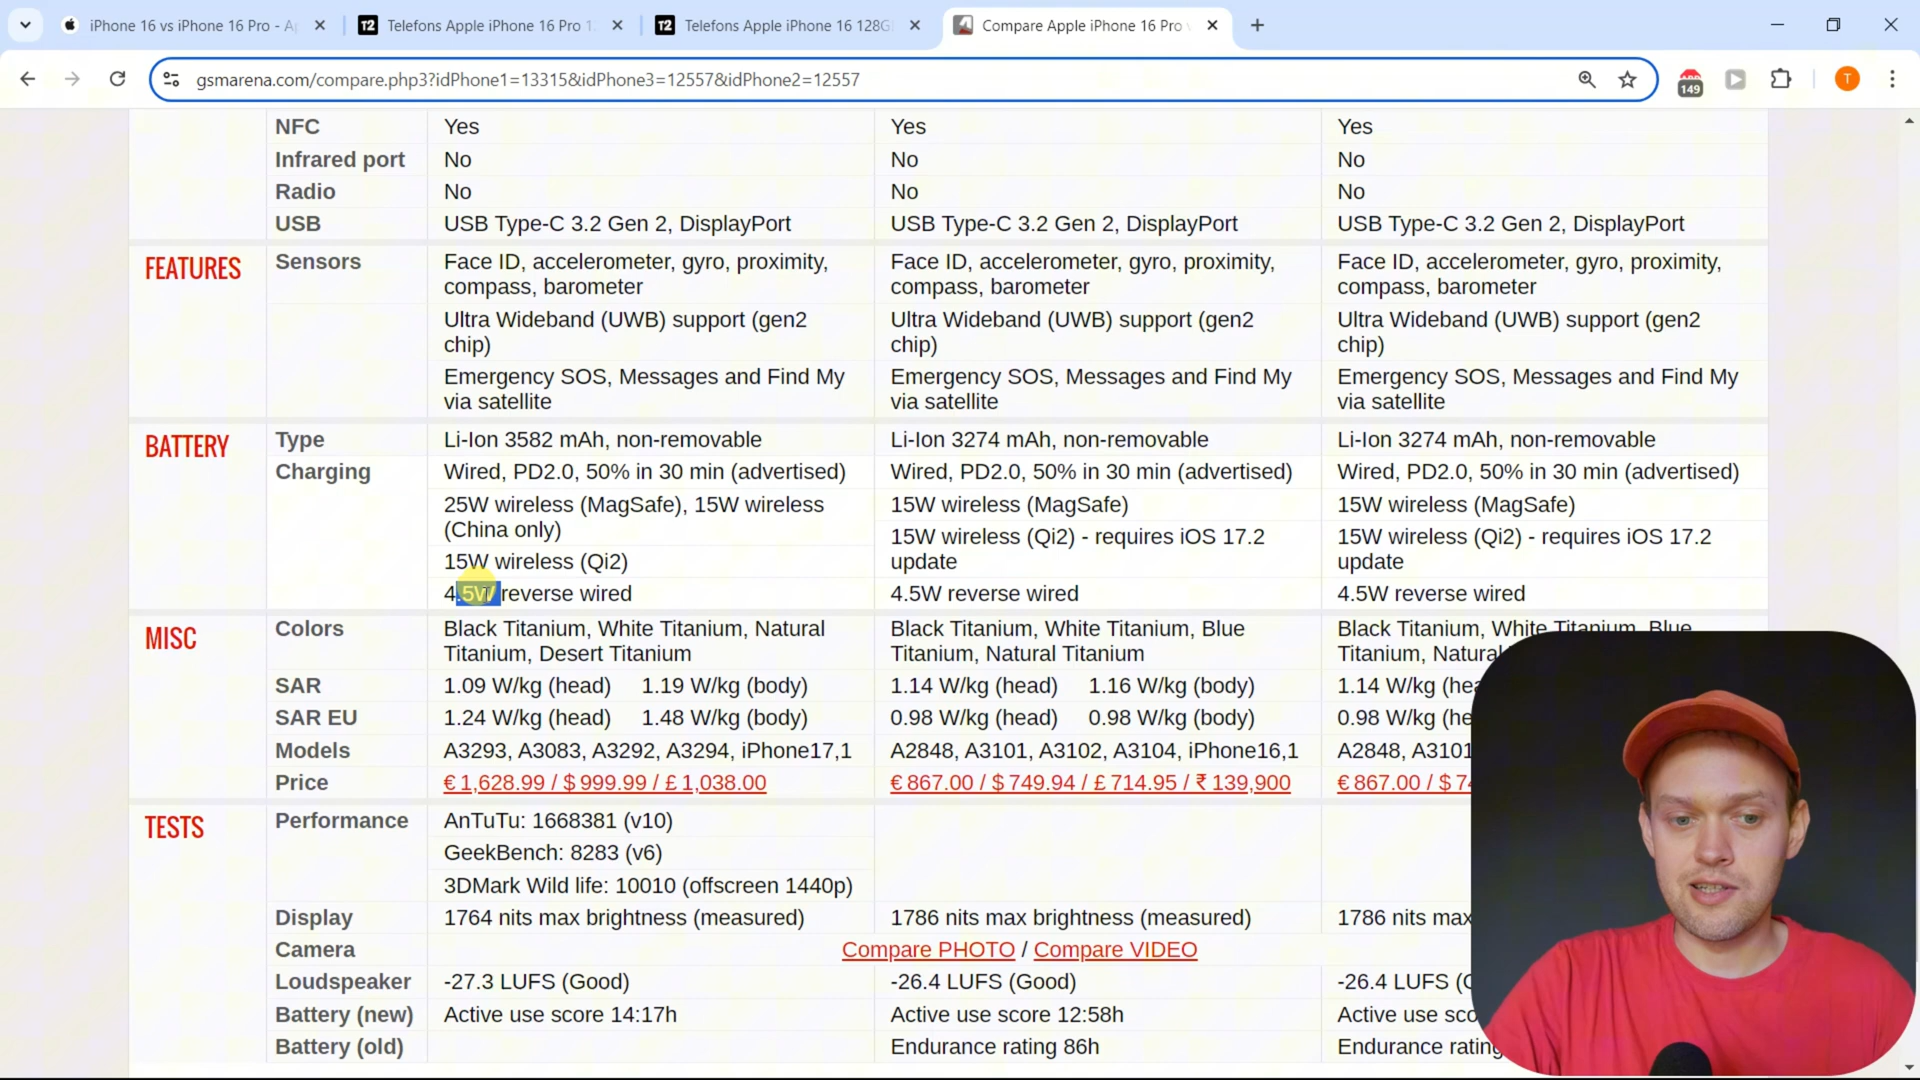 iPhone 16 vs iPhone 16 Pro - Ap
Telefons Apple iPhone 16 Pro 1
Telefons Apple iPhone 16 128G
Compare Apple iPhone 16 Pro v
gsmarena.com/compare.php3?idPhone1=13315&idPhone3=12557&idPhone2=12557
149
T
NFC Yes Yes Yes
Infrared port No No No
Radio No No No
USB USB Type-C 3.2 Gen 2, DisplayPort USB Type-C 3.2 Gen 2, DisplayPort USB Type-C 3.2 Gen 2, DisplayPort
FEATURES Sensors Face ID, accelerometer, gyro, proximity, Face ID, accelerometer, gyro, proximity, Face ID, accelerometer, gyro, proximity,
compass, barometer compass, barometer compass, barometer
Ultra Wideband (UWB) support (gen2 Ultra Wideband (UWB) support (gen2 Ultra Wideband (UWB) support (gen2
chip) chip) chip)
Emergency SOS, Messages and Find My Emergency SOS, Messages and Find My Emergency SOS, Messages and Find My
via satellite via satellite via satellite
BATTERY Type Li-Ion 3582 mAh, non-removable Li-Ion 3274 mAh, non-removable Li-Ion 3274 mAh, non-removable
Charging Wired, PD2.0, 50% in 30 min (advertised) Wired, PD2.0, 50% in 30 min (advertised) Wired, PD2.0, 50% in 30 min (advertised)
25W wireless (MagSafe), 15W wireless 15W wireless (MagSafe) 15W wireless (MagSafe)
(China only) 15W wireless (Qi2) - requires iOS 17.2 15W wireless (Qi2) - requires iOS 17.2
15W wireless (Qi2) update update
4.5W reverse wired 4.5W reverse wired 4.5W reverse wired
MISC Colors Black Titanium, White Titanium, Natural Black Titanium, White Titanium, Blue Black Titanium, White Titanium, Blue
Titanium, Desert Titanium Titanium, Natural Titanium Titanium, Natural
SAR 1.09 W/kg (head) 1.19 W/kg (body) 1.14 W/kg (head) 1.16 W/kg (body) 1.14 W/kg (hea
SAR EU 1.24 W/kg (head) 1.48 W/kg (body) 0.98 W/kg (head) 0.98 W/kg (body) 0.98 W/kg (he
Models A3293, A3083, A3292, A3294, iPhone17,1 A2848, A3101, A3102, A3104, iPhone16,1 A2848, A3101
Price € 1,628.99 / $ 999.99 / £ 1,038.00 € 867.00 / $ 749.94 / £ 714.95 / ₹ 139,900 € 867.00 / $ 74
TESTS Performance AnTuTu: 1668381 (v10)
GeekBench: 8283 (v6)
3DMark Wild life: 10010 (offscreen 1440p)
Display 1764 nits max brightness (measured) 1786 nits max brightness (measured) 1786 nits max
Camera Compare PHOTO / Compare VIDEO
Loudspeaker -27.3 LUFS (Good) -26.4 LUFS (Good) -26.4 LUFS (G
Battery (new) Active use score 14:17h Active use score 12:58h Active use sco
Battery (old) Endurance rating 86h Endurance rating